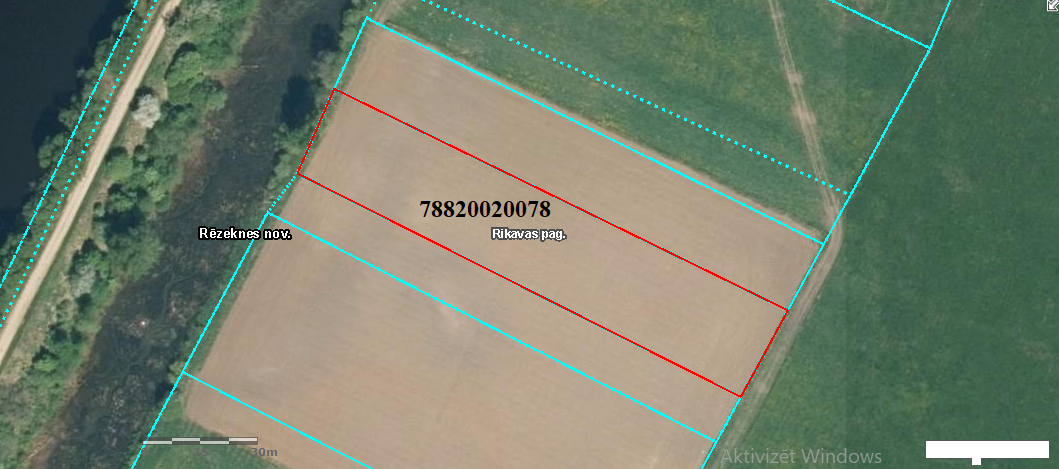 78820020078
Rēzeknes nov.
Rikavas pag.
30m
Aktivizēt Windows